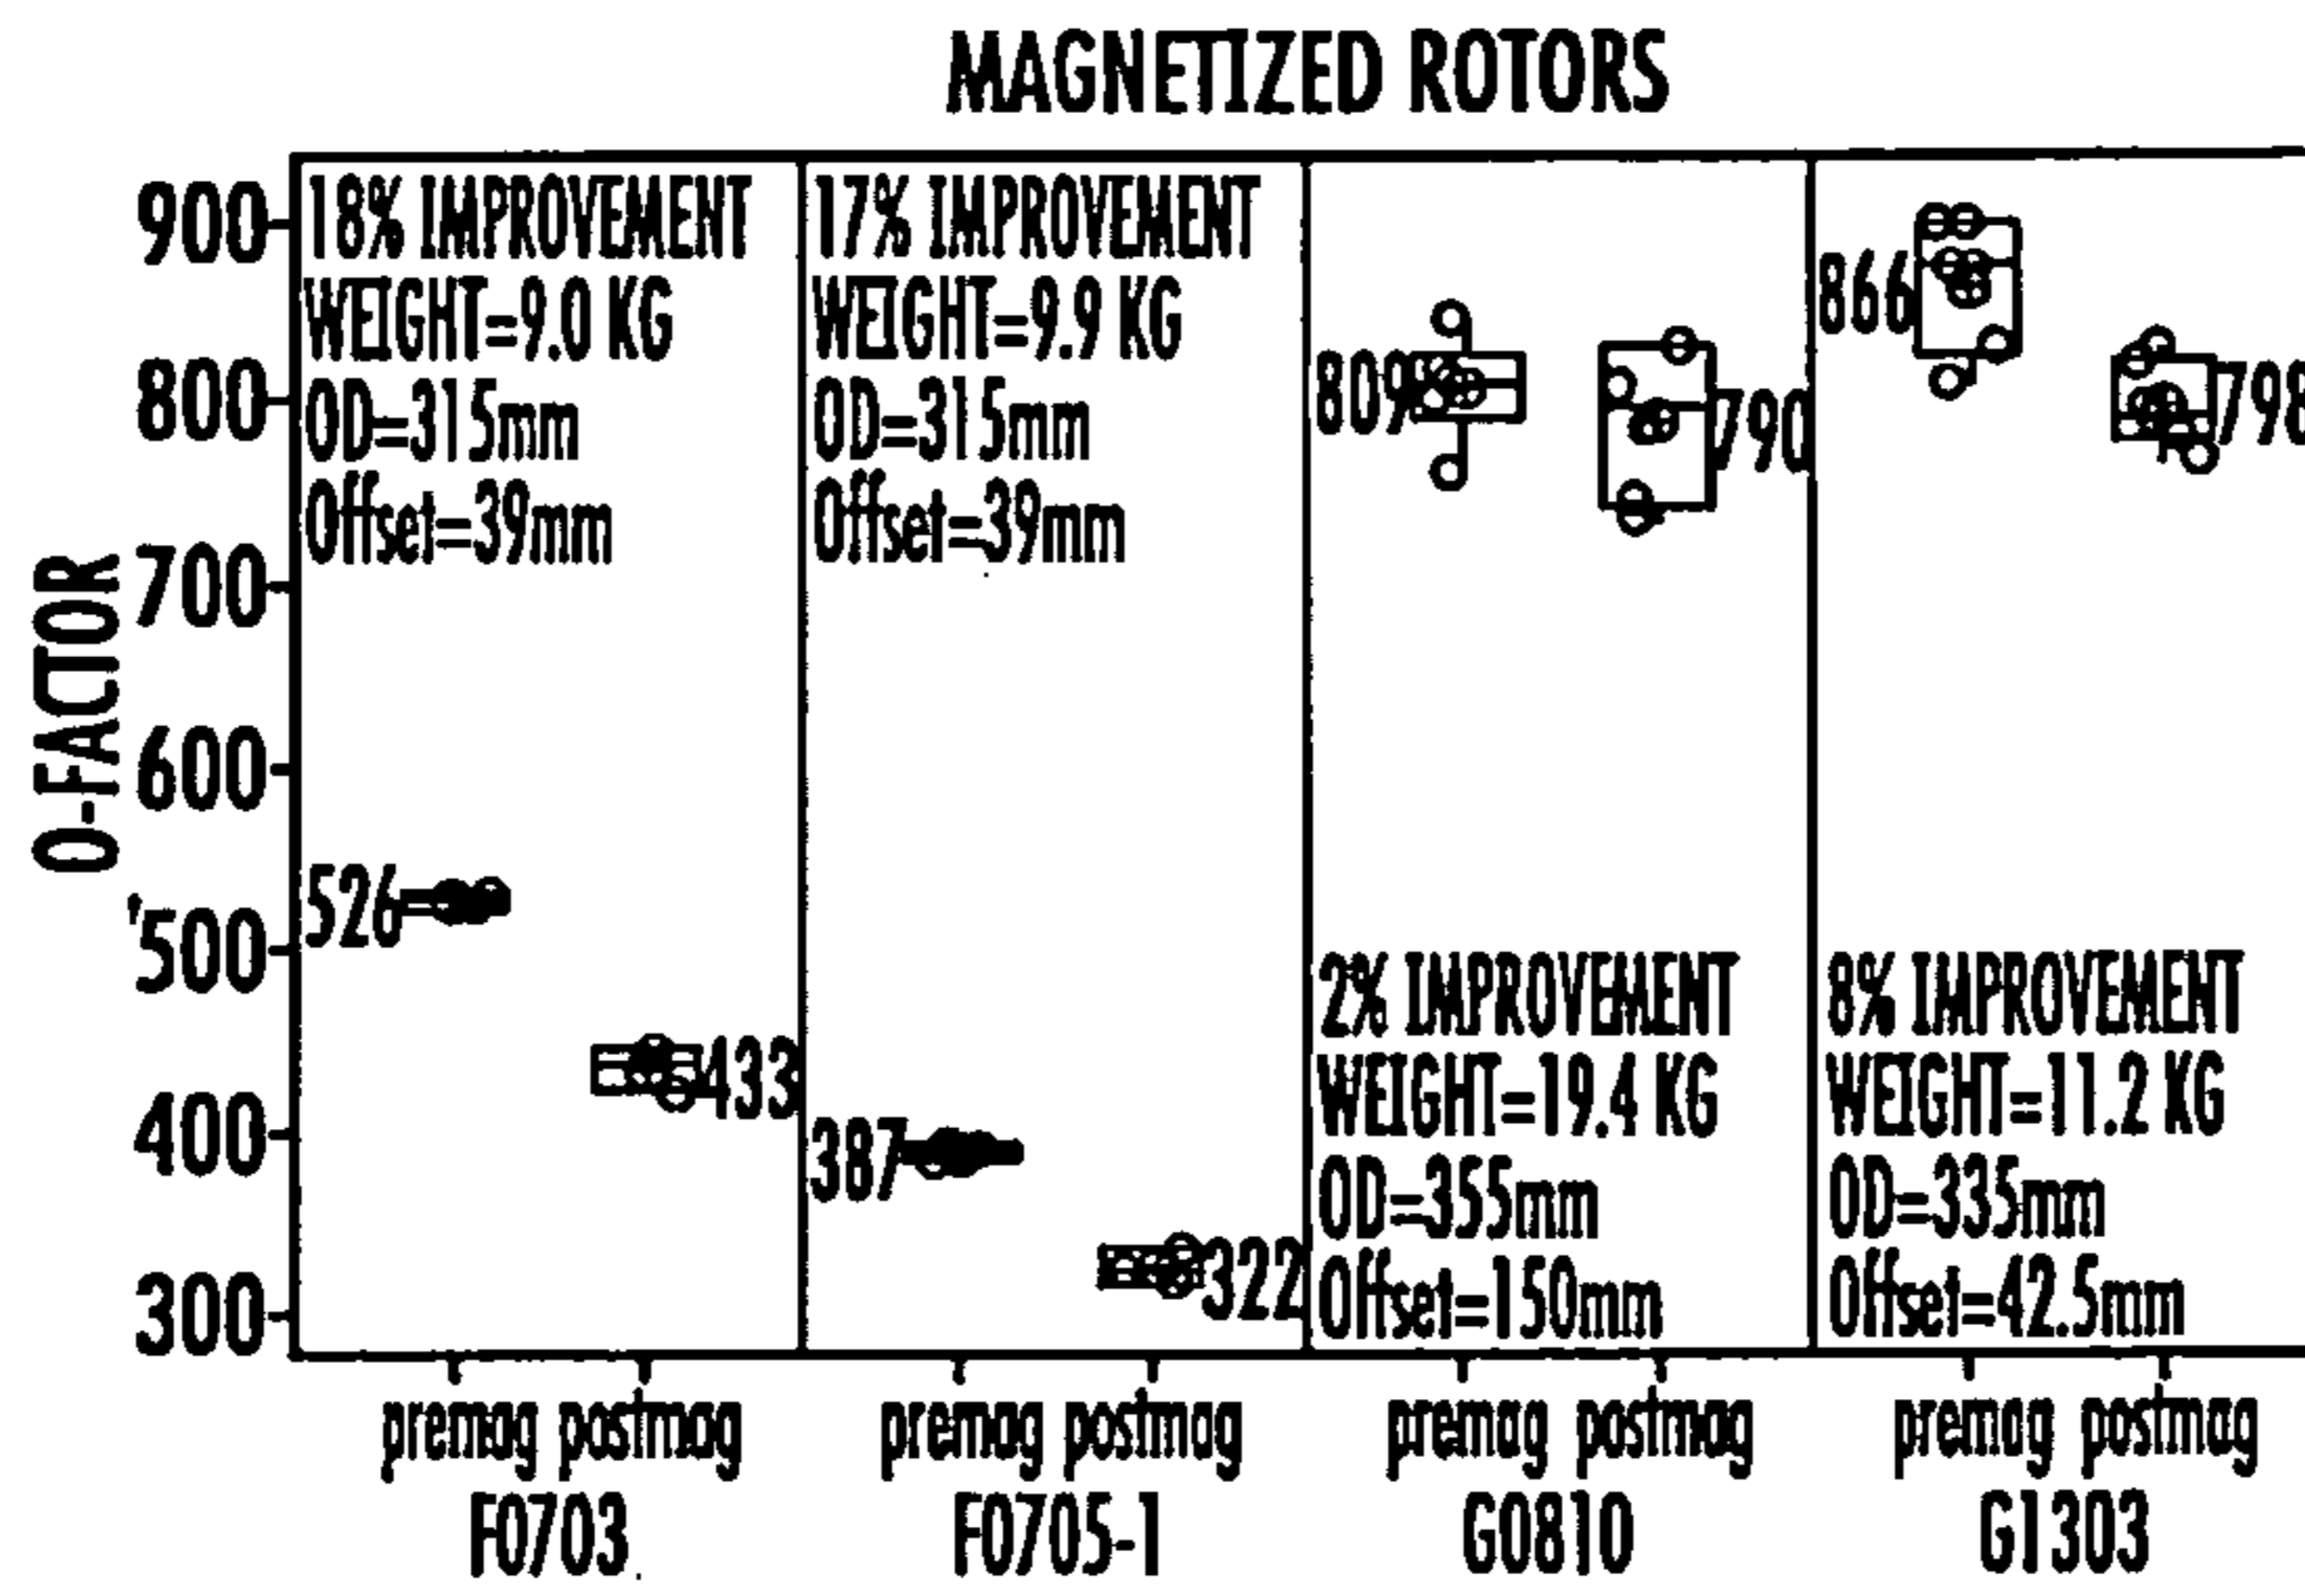 MAGNETIZED ROTORS
O-FACTOR
900
800
700
600
500
400
300
18% IMPROVEMENT
WEIGHT=9.0 KG
OD=315mm
Offset=39mm
526
433
17% IMPROVEMENT
WEIGHT=9.9 KG
OD=315mm
Offset=39mm
387
322
809
790
2% IMPROVEMENT
WEIGHT=19.4 KG
OD=355mm
Offset=150mm
866
798
8% IMPROVEMENT
WEIGHT=11.2 KG
OD=335mm
Offset=42.5mm
premag postmag premag postmag premag postmag premag postmag
F0703 F0705-1 G0810 G1303